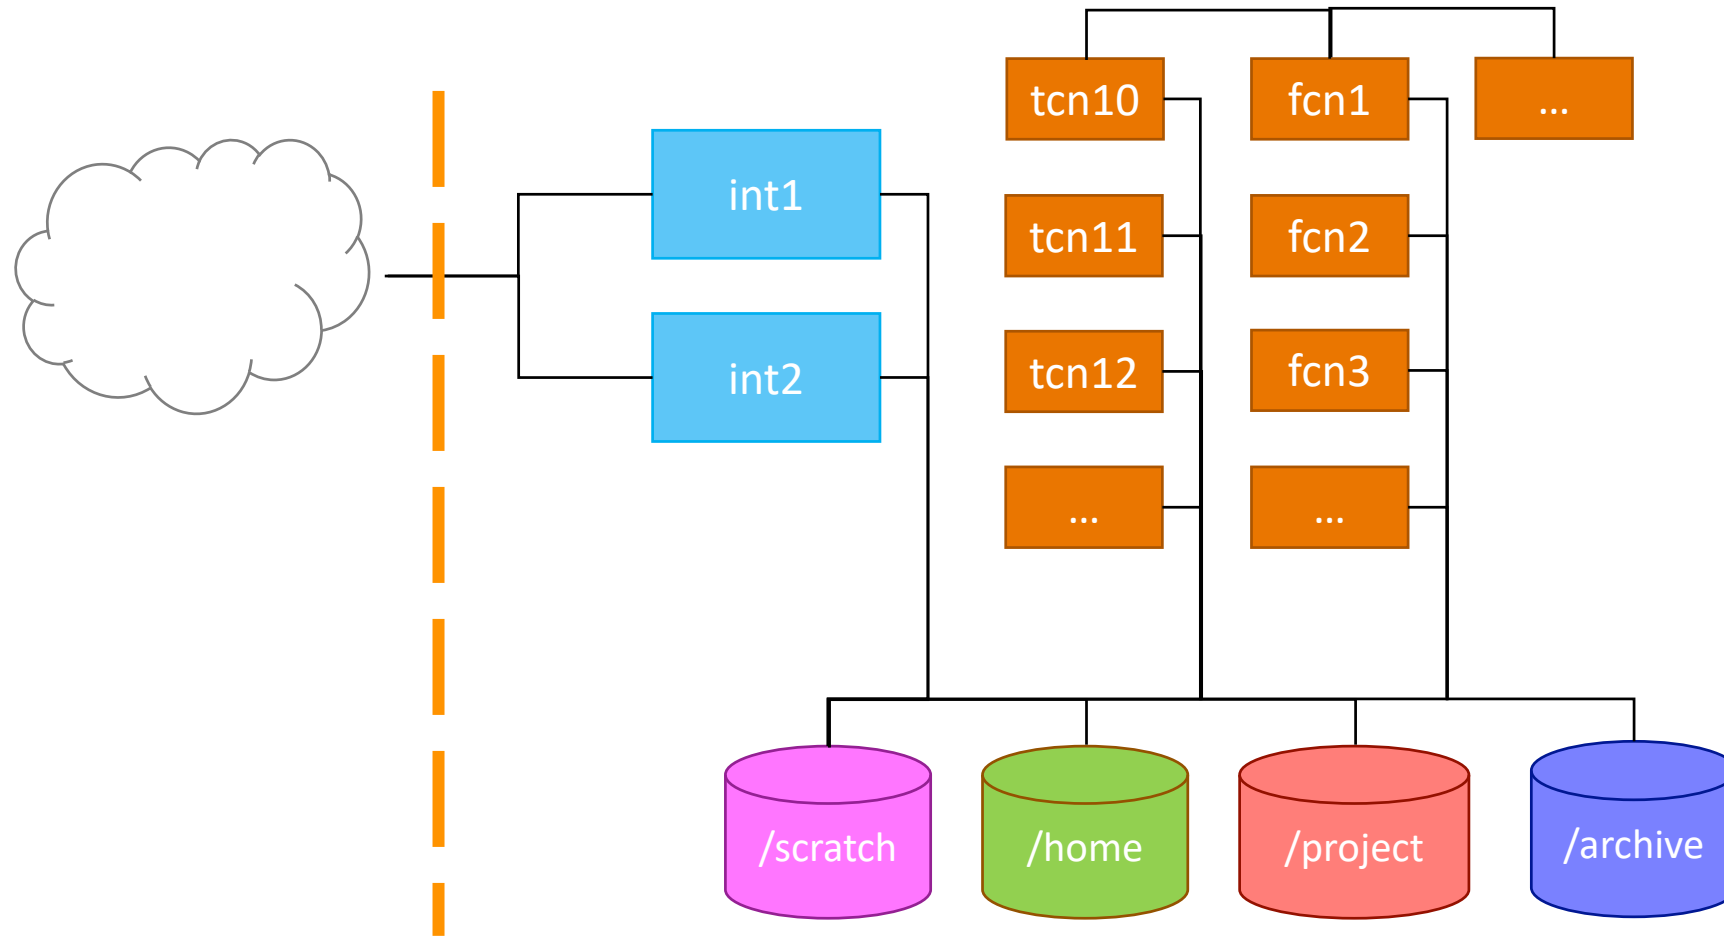 tcn10
fcn1
...
int1
tcn11
fcn2
int2
tcn12
fcn3
...
...
/scratch
/home
/project
/archive